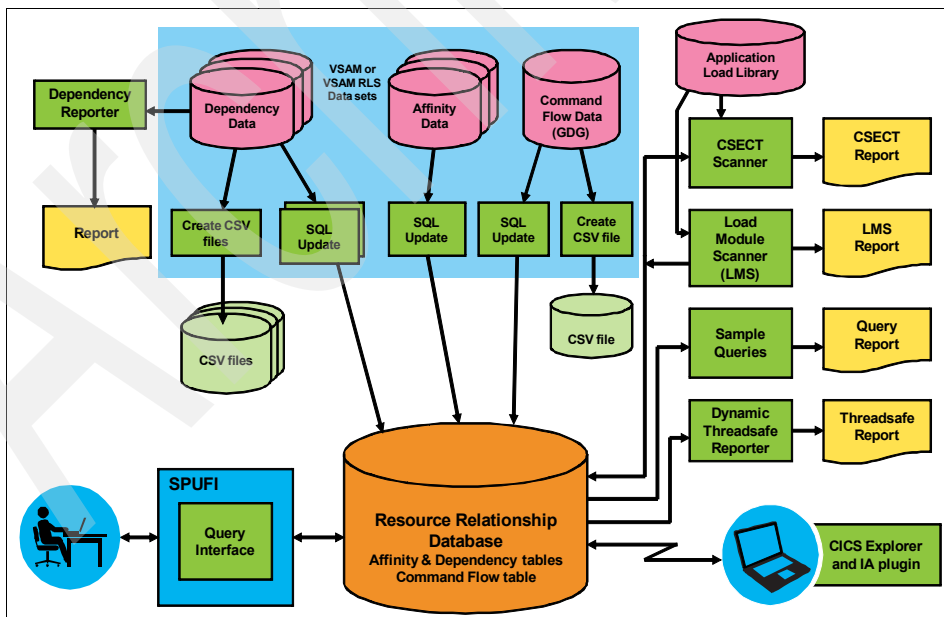 VSAM or
VSAM RLS
Data sets
Application
Load Library
Dependency
Reporter
Dependency
Data
Affinity
Data
Command
Flow Data
(GDG)
CSECT
Scanner
CSECT
Report
Report
Create CSV
files
SQL
Update
SQL
Update
SQL
Update
Create
CSV file
Load
Module
Scanner
(LMS)
LMS
Report
CSV files
CSV file
Sample
Queries
Query
Report
Dynamic
Threadsafe
Reporter
Threadsafe
Report
SPUFI
Query
Interface
Resource Relationship
Database
Affinity & Dependency tables
Command Flow table
CICS Explorer
and IA plugin